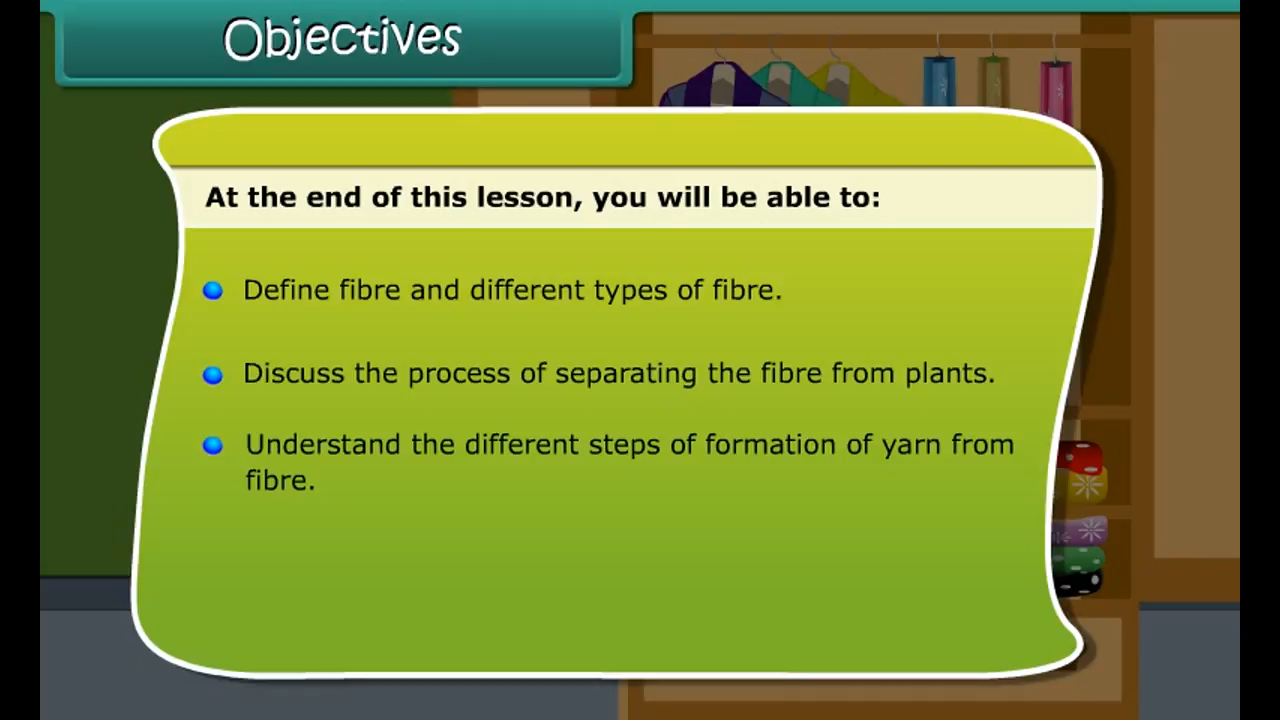 Objectives
At the end of this lesson, you will be able to:
Define fibre and different types of fibre.
Discuss the process of separating the fibre from plants.
Understand the different steps of formation of yarn from
fibre.